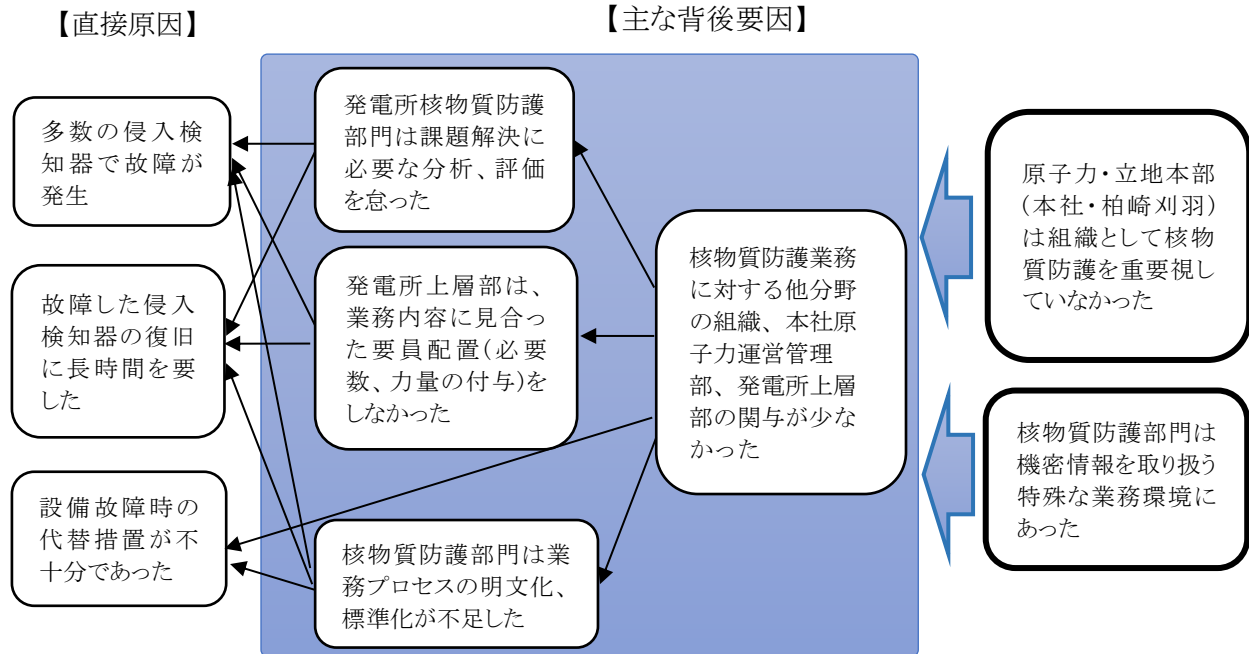 【直接原因】
【主な背後要因】
多数の侵入検
知器で故障が
発生
故障した侵入
検知器の復旧
に長時間を要
した
設備故障時の
代替措置が不
十分であった
発電所核物質防護
部門は課題解決に
必要な分析、評価
を怠った
発電所上層部は、
業務内容に見合っ
た要員配置(必要
数、力量の付与)を
しなかった
核物質防護部門は業
務プロセスの明文化、
標準化が不足した
核物質防護業務
に対する他分野
の組織、本社原
子力運営管理
部、発電所上層
部の関与が少な
かった
原子力・立地本部
(本社・柏崎刈羽)
は組織として核物
質防護を重要視し
ていなかった
核物質防護部門は
機密情報を取り扱う
特殊な業務環境に
あった